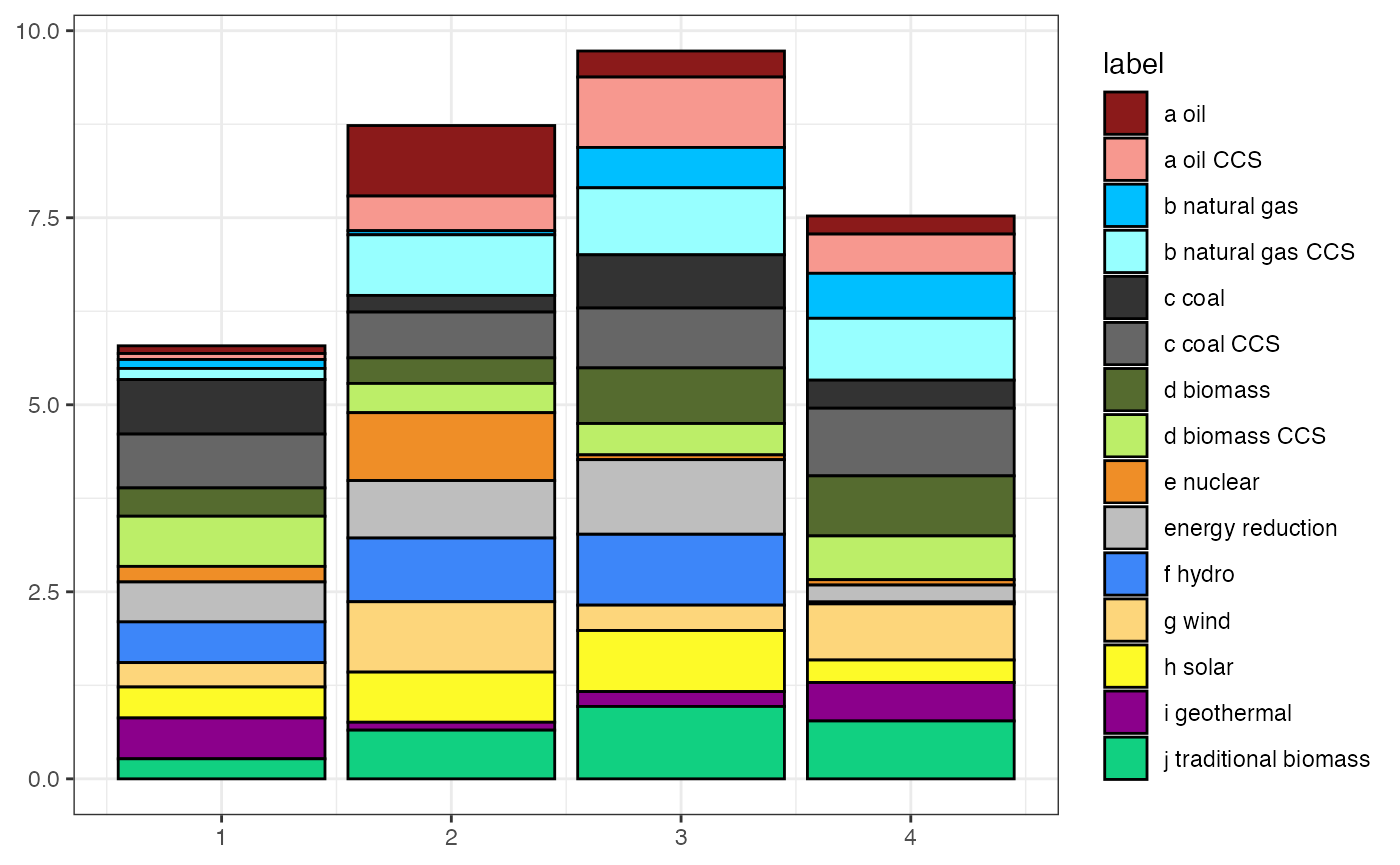 10.0
7.5
5.0
2.5
0.0
1
2
3
4
label
a oil
a oil CCS
b natural gas
b natural gas CCS
c coal
c coal CCS
d biomass
d biomass CCS
e nuclear
energy reduction
f hydro
g wind
h solar
i geothermal
j traditional biomass